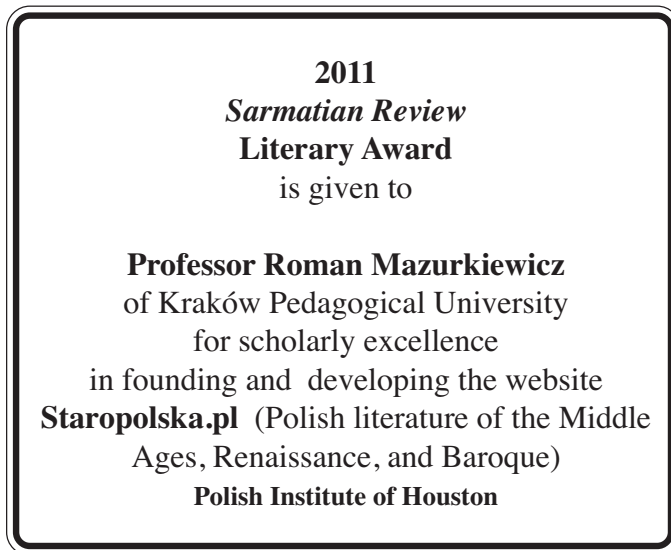 2011
Sarmatian Review
Literary Award
is given to
Professor Roman Mazurkiewicz
of Kraków Pedagogical University
for scholarly excellence
in founding and developing the website
Staropolska.pl (Polish literature of the Middle
Ages, Renaissance, and Baroque)
Polish Institute of Houston